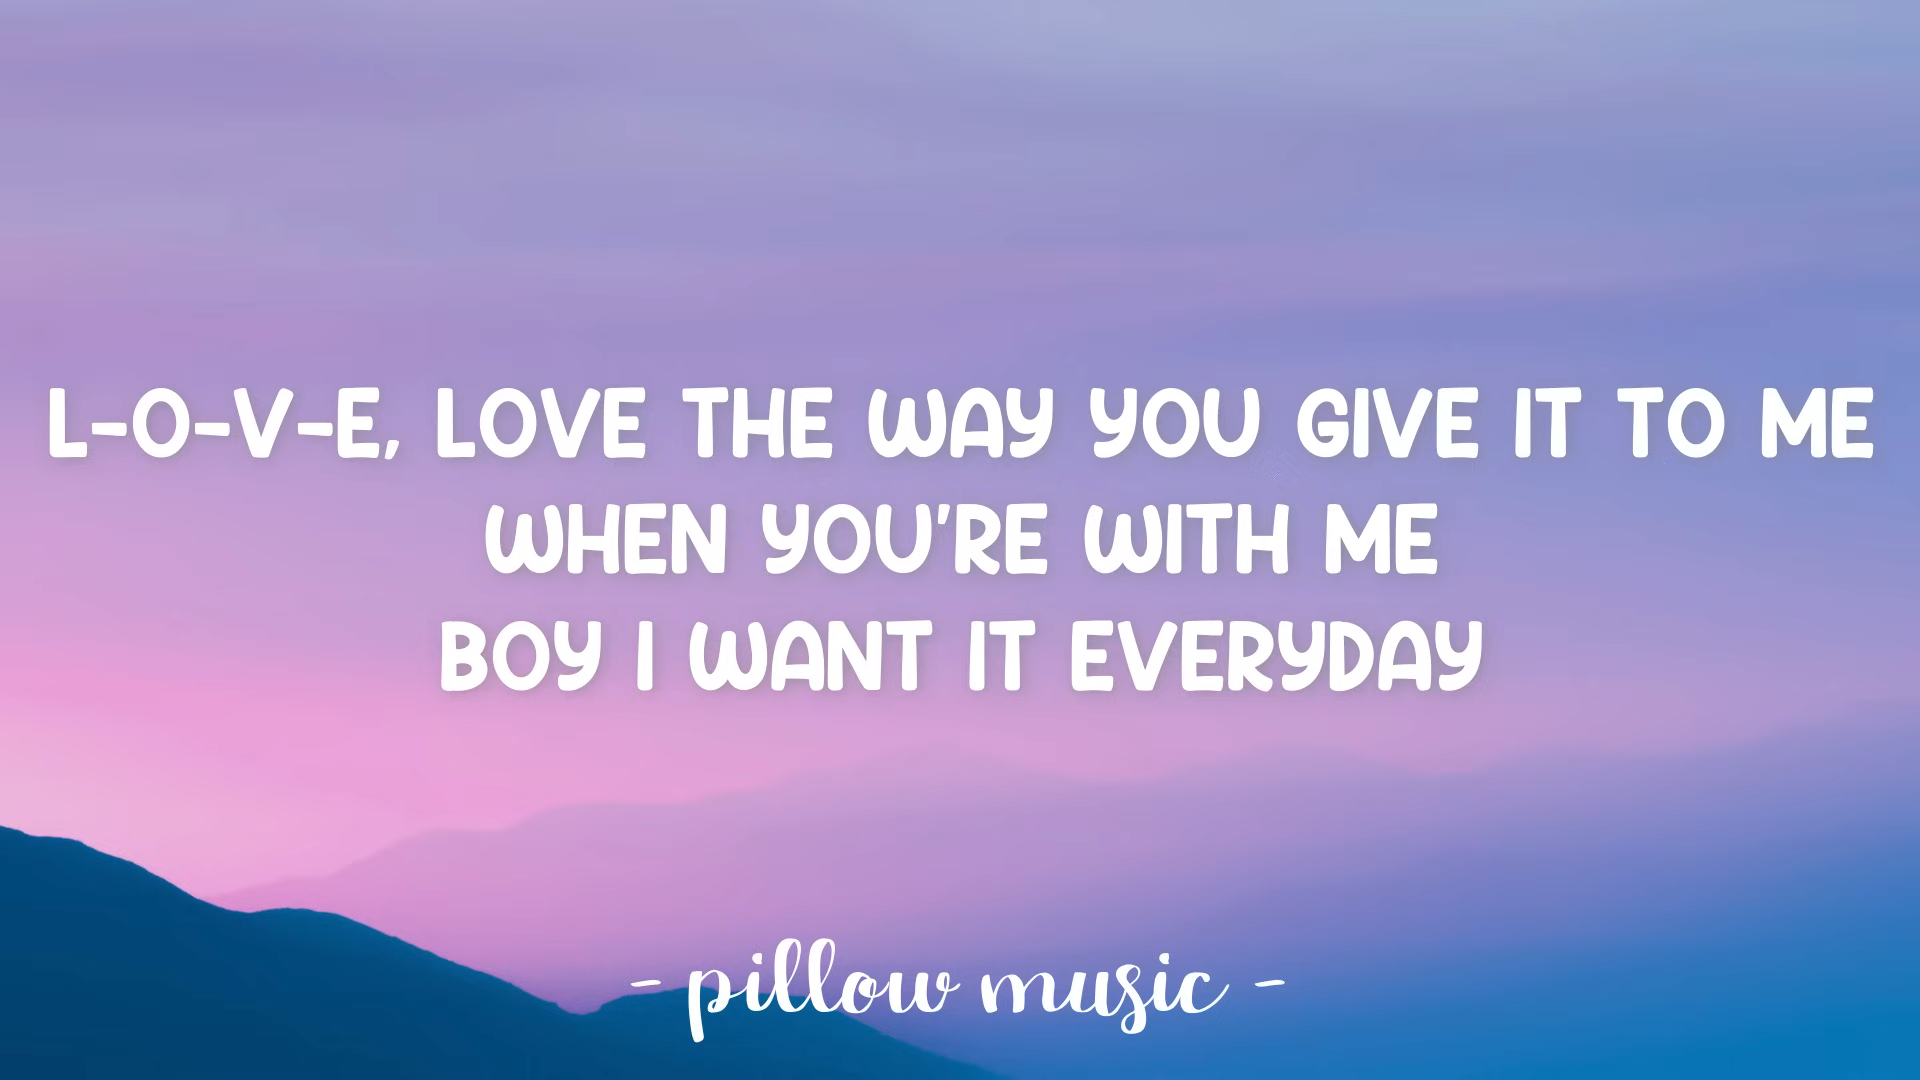 L-O-V-E, LOVE THE WAY YOU GIVE IT TO ME
WHEN YOU'RE WITH ME
BOY I WANT IT EVERYDAY
- pillow music -